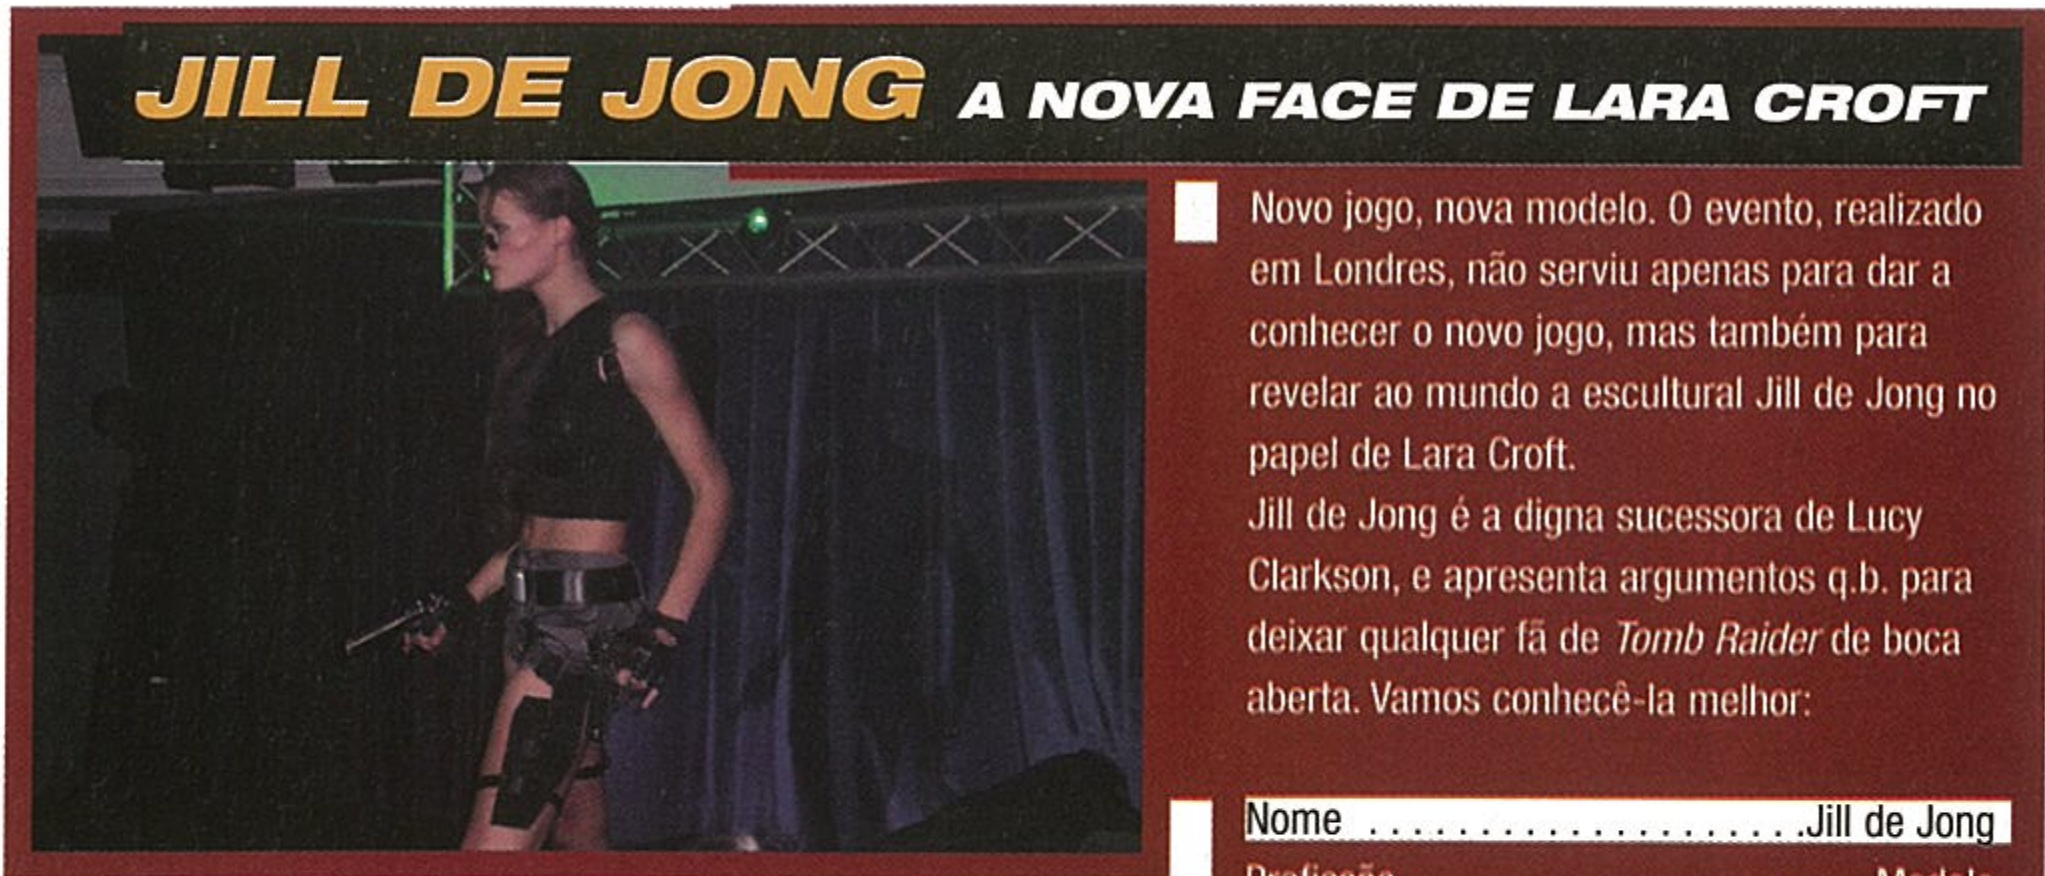 JILL DE JONG A NOVA FACE DE LARA CROFT
Novo jogo, nova modelo. O evento, realizado
em Londres, não serviu apenas para dar a
conhecer o novo jogo, mas também para
revelar ao mundo a escultural Jill de Jong no
papel de Lara Croft.
Jill de Jong é a digna sucessora de Lucy
Clarkson, e apresenta argumentos q.b. para
deixar qualquer fã de Tomb Raider de boca
aberta. Vamos conhecê-la melhor:
Nome . . . . . . . . . . . . . . . . . . . . .Jill de Jong
Profissão Modelo